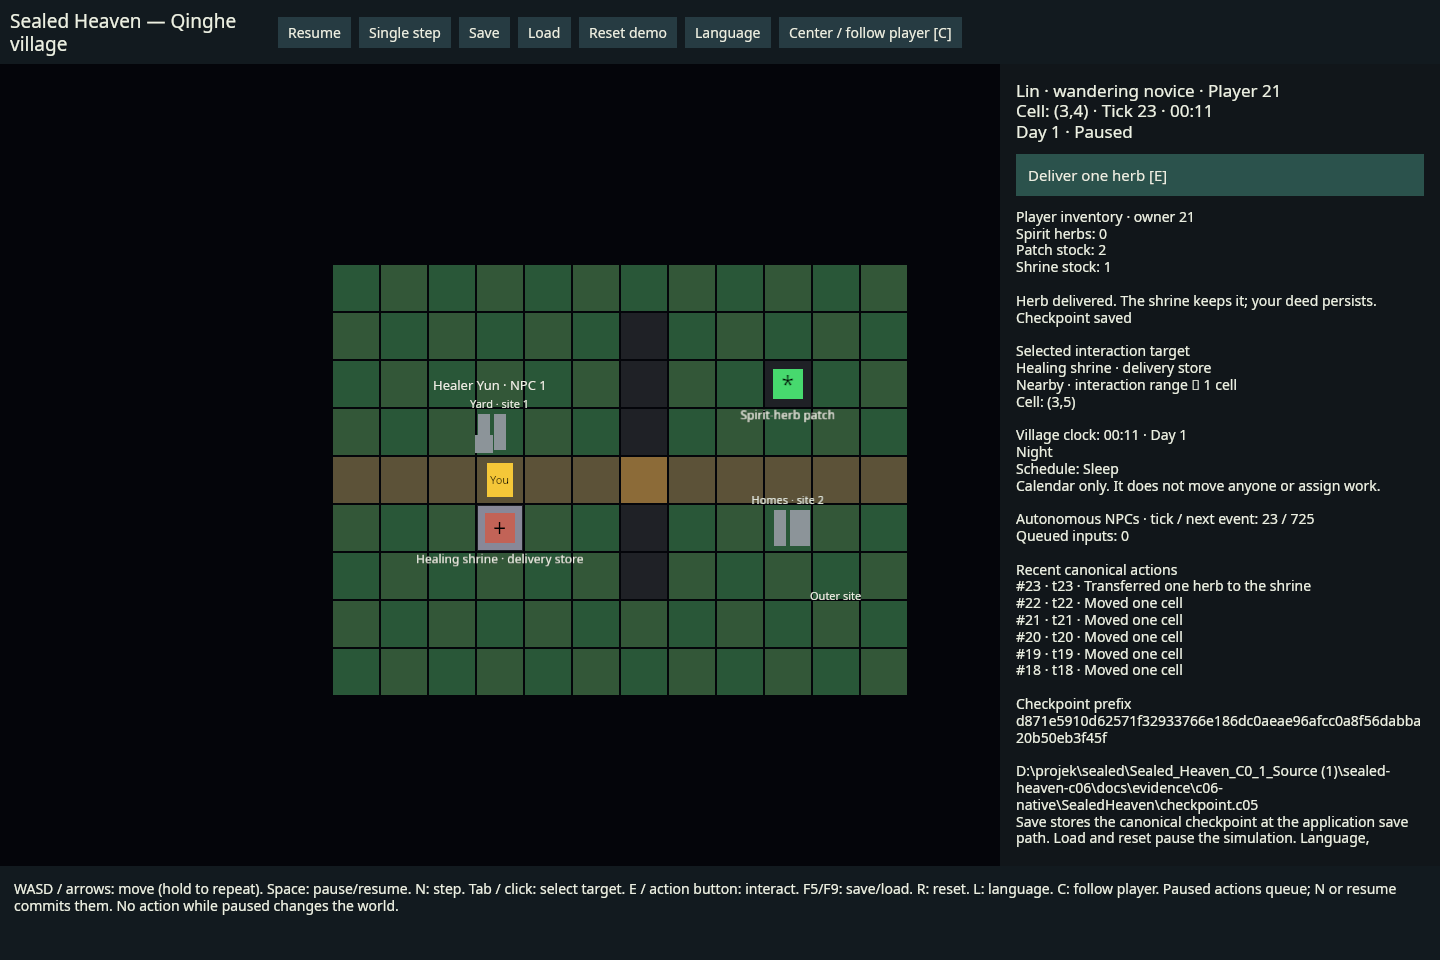 Sealed Heaven — Qinghe
village
Resume
Single step
Save
Load
Reset demo
Language
Center / follow player [C]
Lin · wandering novice · Player 21
Cell: (3,4) · Tick 23 · 00:11
Day 1 · Paused
Deliver one herb [E]
Player inventory · owner 21
Spirit herbs: 0
Patch stock: 2
Shrine stock: 1
Herb delivered. The shrine keeps it; your deed persists.
Checkpoint saved
Selected interaction target
Healing shrine · delivery store
Nearby · interaction range 1 cell
Cell: (3,5)
Village clock: 00:11 · Day 1
Night
Schedule: Sleep
Calendar only. It does not move anyone or assign work.
Autonomous NPCs · tick / next event: 23 / 725
Queued inputs: 0
Recent canonical actions
#23 · t23 · Transferred one herb to the shrine
#22 · t22 · Moved one cell
#21 · t21 · Moved one cell
#20 · t20 · Moved one cell
#19 · t19 · Moved one cell
#18 · t18 · Moved one cell
Checkpoint prefix
d871e5910d62571f32933766e186dc0aeae96afcc0a8f56dabba
20b50eb3f45f
D:\projek\sealed\Sealed_Heaven_C0_1_Source (1)\sealed-
heaven-c06\docs\evidence\c06-
native\SealedHeaven\checkpoint.c05
Save stores the canonical checkpoint at the application save
path. Load and reset pause the simulation. Language,
Healer Yun · NPC 1
Yard · site 1
*
Spirit herb patch
You
Homes · site 2
+
Healing shrine · delivery store
Outer site
WASD / arrows: move (hold to repeat). Space: pause/resume. N: step. Tab / click: select target. E / action button: interact. F5/F9: save/load. R: reset. L: language. C: follow player. Paused actions queue; N or resume
commits them. No action while paused changes the world.